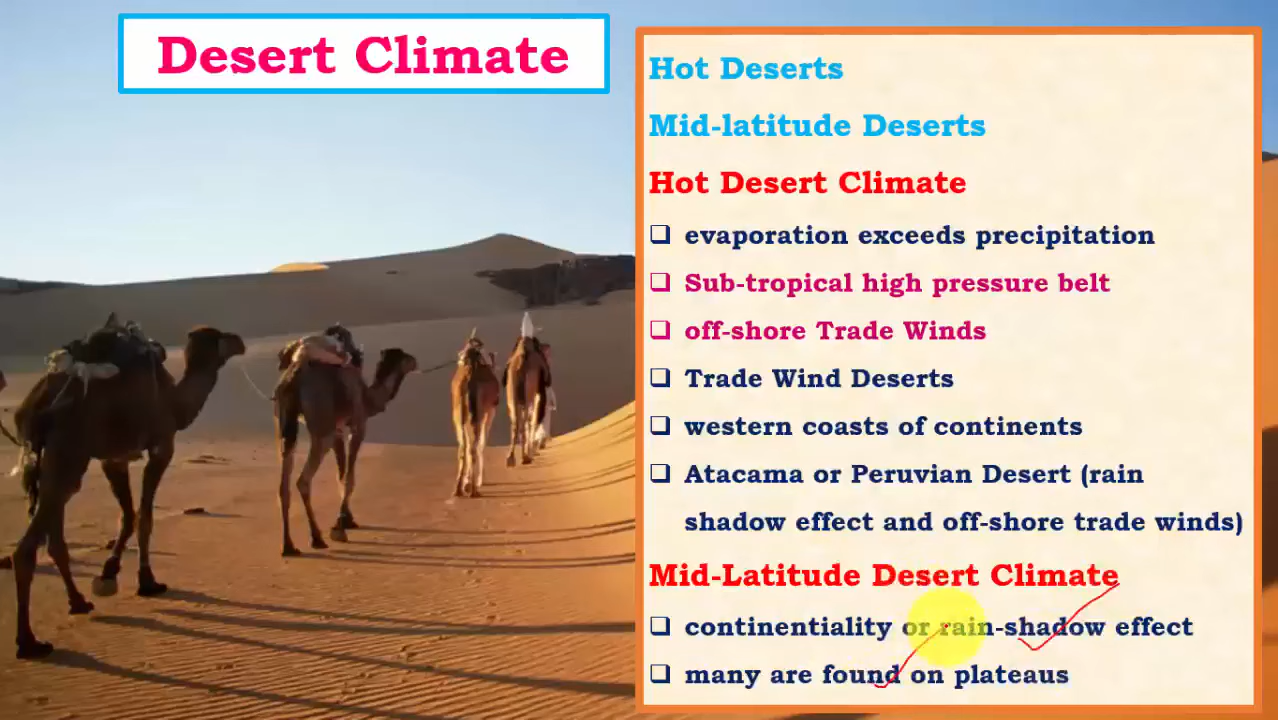 Desert Climate
Hot Deserts
Mid-latitude Deserts
Hot Desert Climate
❑ evaporation exceeds precipitation
❑ Sub-tropical high pressure belt
❑ off-shore Trade Winds
❑ Trade Wind Deserts
❑ western coasts of continents
❑ Atacama or Peruvian Desert (rain
shadow effect and off-shore trade winds)
Mid-Latitude Desert Climate
❑ continentiality or rain-shadow effect
❑ many are found on plateaus